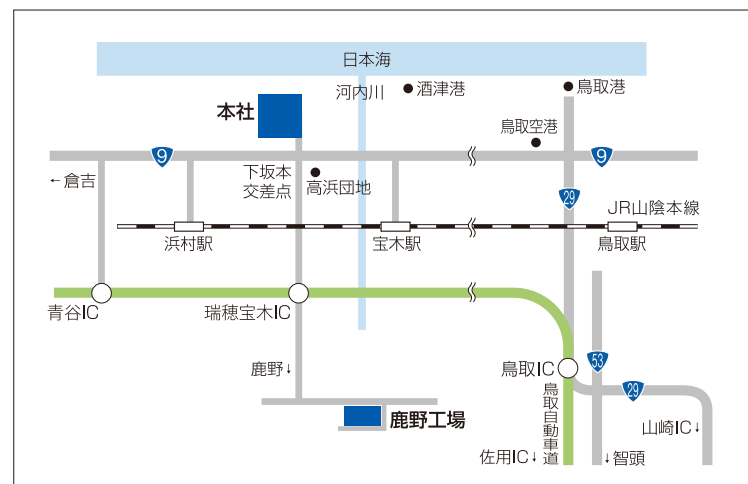 日本海
河内川
酒津港
鳥取港
本社
鳥取空港
9
9
←倉吉
下坂本
交差点
高浜団地
29
JR山陰本線
浜村駅
宝木駅
鳥取駅
青谷IC
瑞穂宝木IC
鹿野↓
鳥取IC
53
29
鹿野工場
鳥取自動車道
山崎IC↓
佐用IC↓
↓智頭